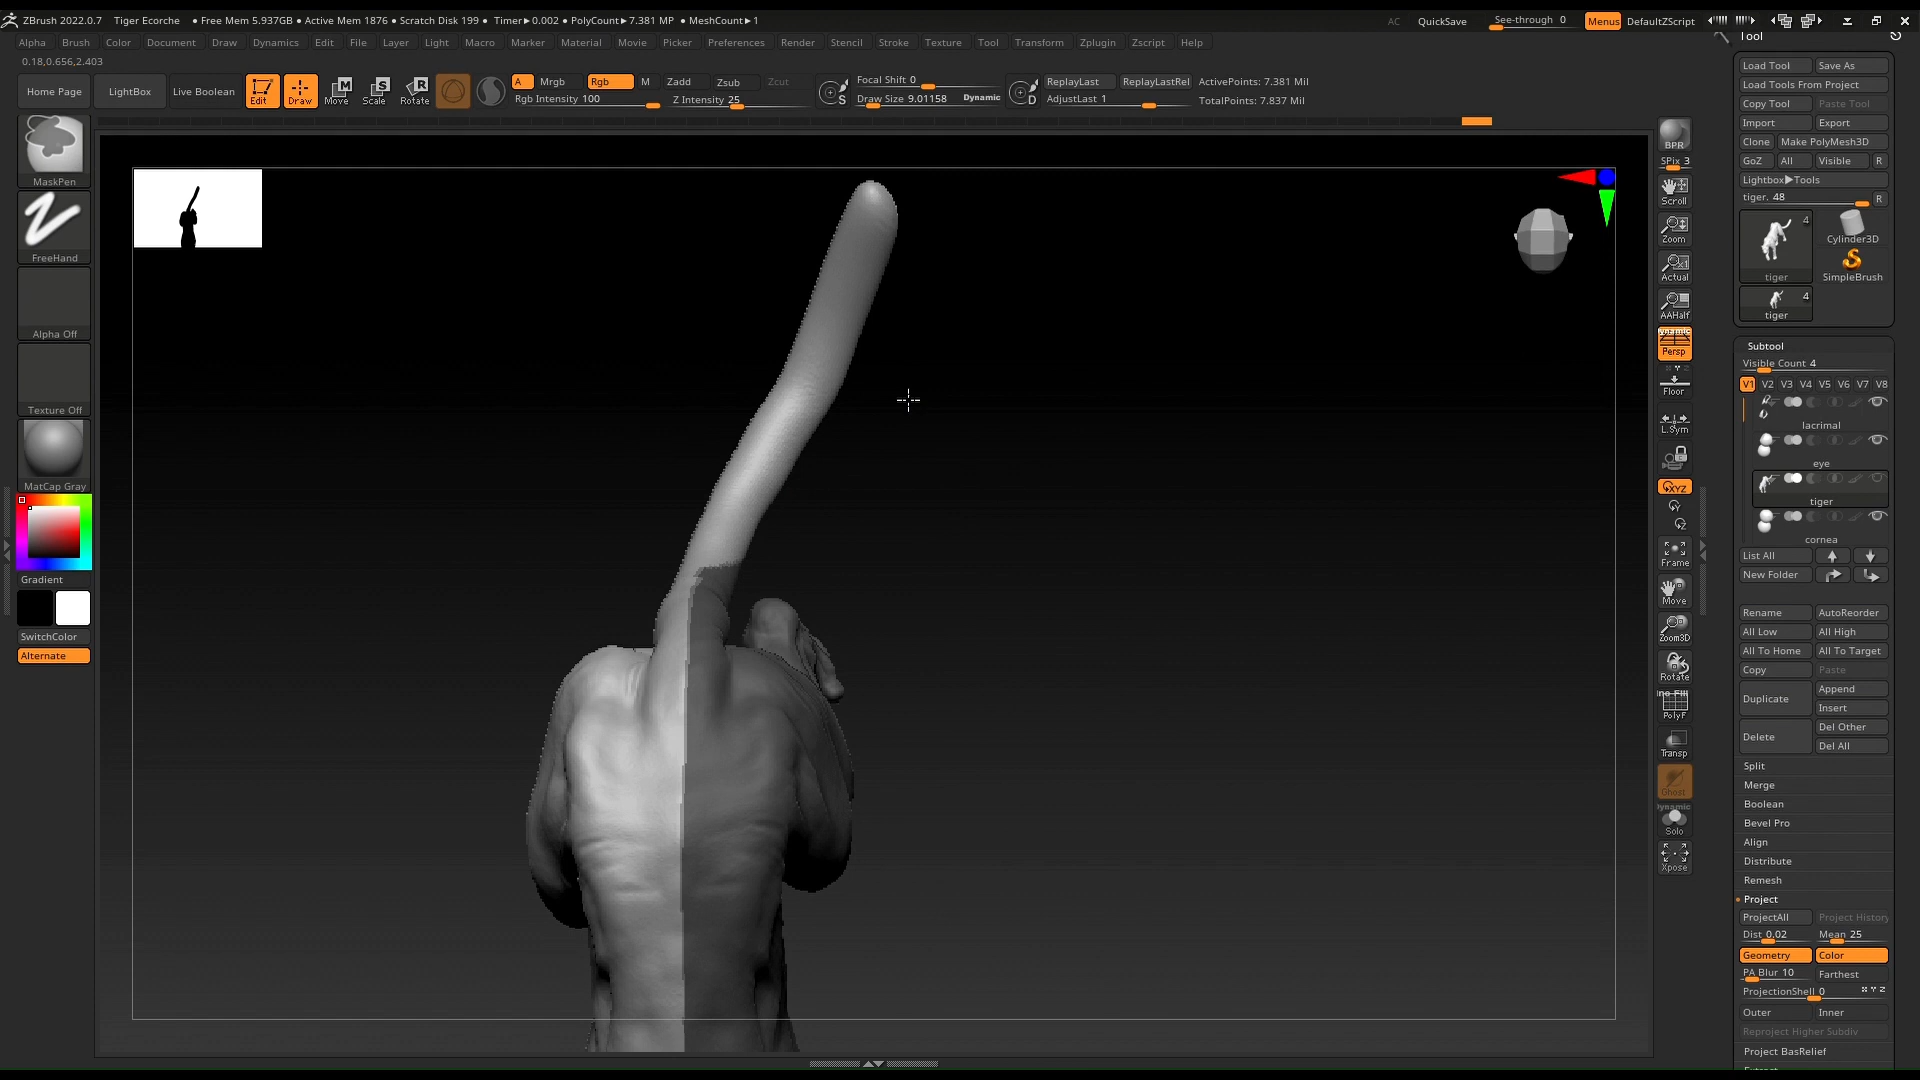 ZBrush 2022.0.7 Tiger Ecorche • Free Mem 5.937GB • Active Mem 1876 • Scratch Disk 199 • Timer▶0.002 • PolyCount▶7.381 MP • MeshCount▶1 AC QuickSave See-through 0 Menus DefaultZScript
Alpha Brush Color Document Draw Dynamics Edit File Layer Light Macro Marker Material Movie Picker Preferences Render Stencil Stroke Texture Tool Transform Zplugin Zscript Help
0.18,0.656,2.403
Home Page LightBox Live Boolean Edit Draw Move Scale Rotate
A Mrgb Rgb M Zadd Zsub Zcut
Rgb Intensity 100 Z Intensity 25
S Focal Shift 0
Draw Size 9.01158 Dynamic
D ReplayLast ReplayLastRel ActivePoints: 7.381 Mil
AdjustLast 1 TotalPoints: 7.837 Mil
MaskPen
FreeHand
Alpha Off
Texture Off
MatCap Gray
Gradient
SwitchColor
Alternate
BPR
SPix 3
Scroll
Zoom
Actual
AAHalf
Persp
Floor
L.Sym
XYZ
Y
Z
Frame
Move
Zoom3D
Rotate
PolyF
Transp
Ghost
Dynamic
Solo
Xpose
Tool
Load Tool Save As
Load Tools From Project
Copy Tool Paste Tool
Import Export
Clone Make PolyMesh3D
GoZ All Visible R
Lightbox▶Tools
tiger. 48 R
4
Cylinder3D
tiger SimpleBrush
4
tiger
Subtool
Visible Count 4
V1 V2 V3 V4 V5 V6 V7 V8
lacrimal
eye
tiger
cornea
List All
New Folder
Rename AutoReorder
All Low All High
All To Home All To Target
Copy Paste
Duplicate Append
Insert
Delete Del Other
Del All
Split
Merge
Boolean
Bevel Pro
Align
Distribute
Remesh
Project
ProjectAll Project History
Dist 0.02 Mean 25
Geometry Color
PA Blur 10 Farthest
ProjectionShell 0 X Y Z
Outer Inner
Reproject Higher Subdiv
Project BasRelief